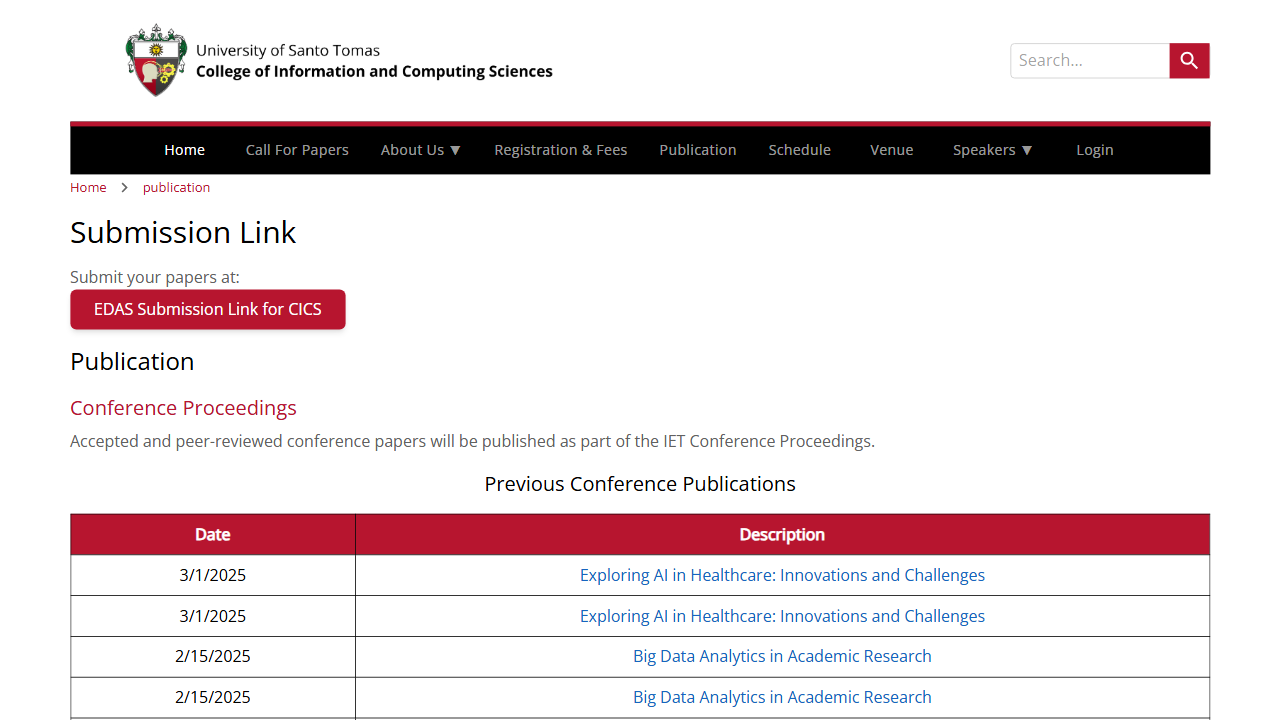 University of Santo Tomas
College of Information and Computing Sciences
Search...
Home Call For Papers About Us ▼ Registration & Fees Publication Schedule Venue Speakers ▼ Login
Home > publication
Submission Link
Submit your papers at:
EDAS Submission Link for CICS
Publication
Conference Proceedings
Accepted and peer-reviewed conference papers will be published as part of the IET Conference Proceedings.
Previous Conference Publications
Date Description
3/1/2025 Exploring AI in Healthcare: Innovations and Challenges
3/1/2025 Exploring AI in Healthcare: Innovations and Challenges
2/15/2025 Big Data Analytics in Academic Research
2/15/2025 Big Data Analytics in Academic Research